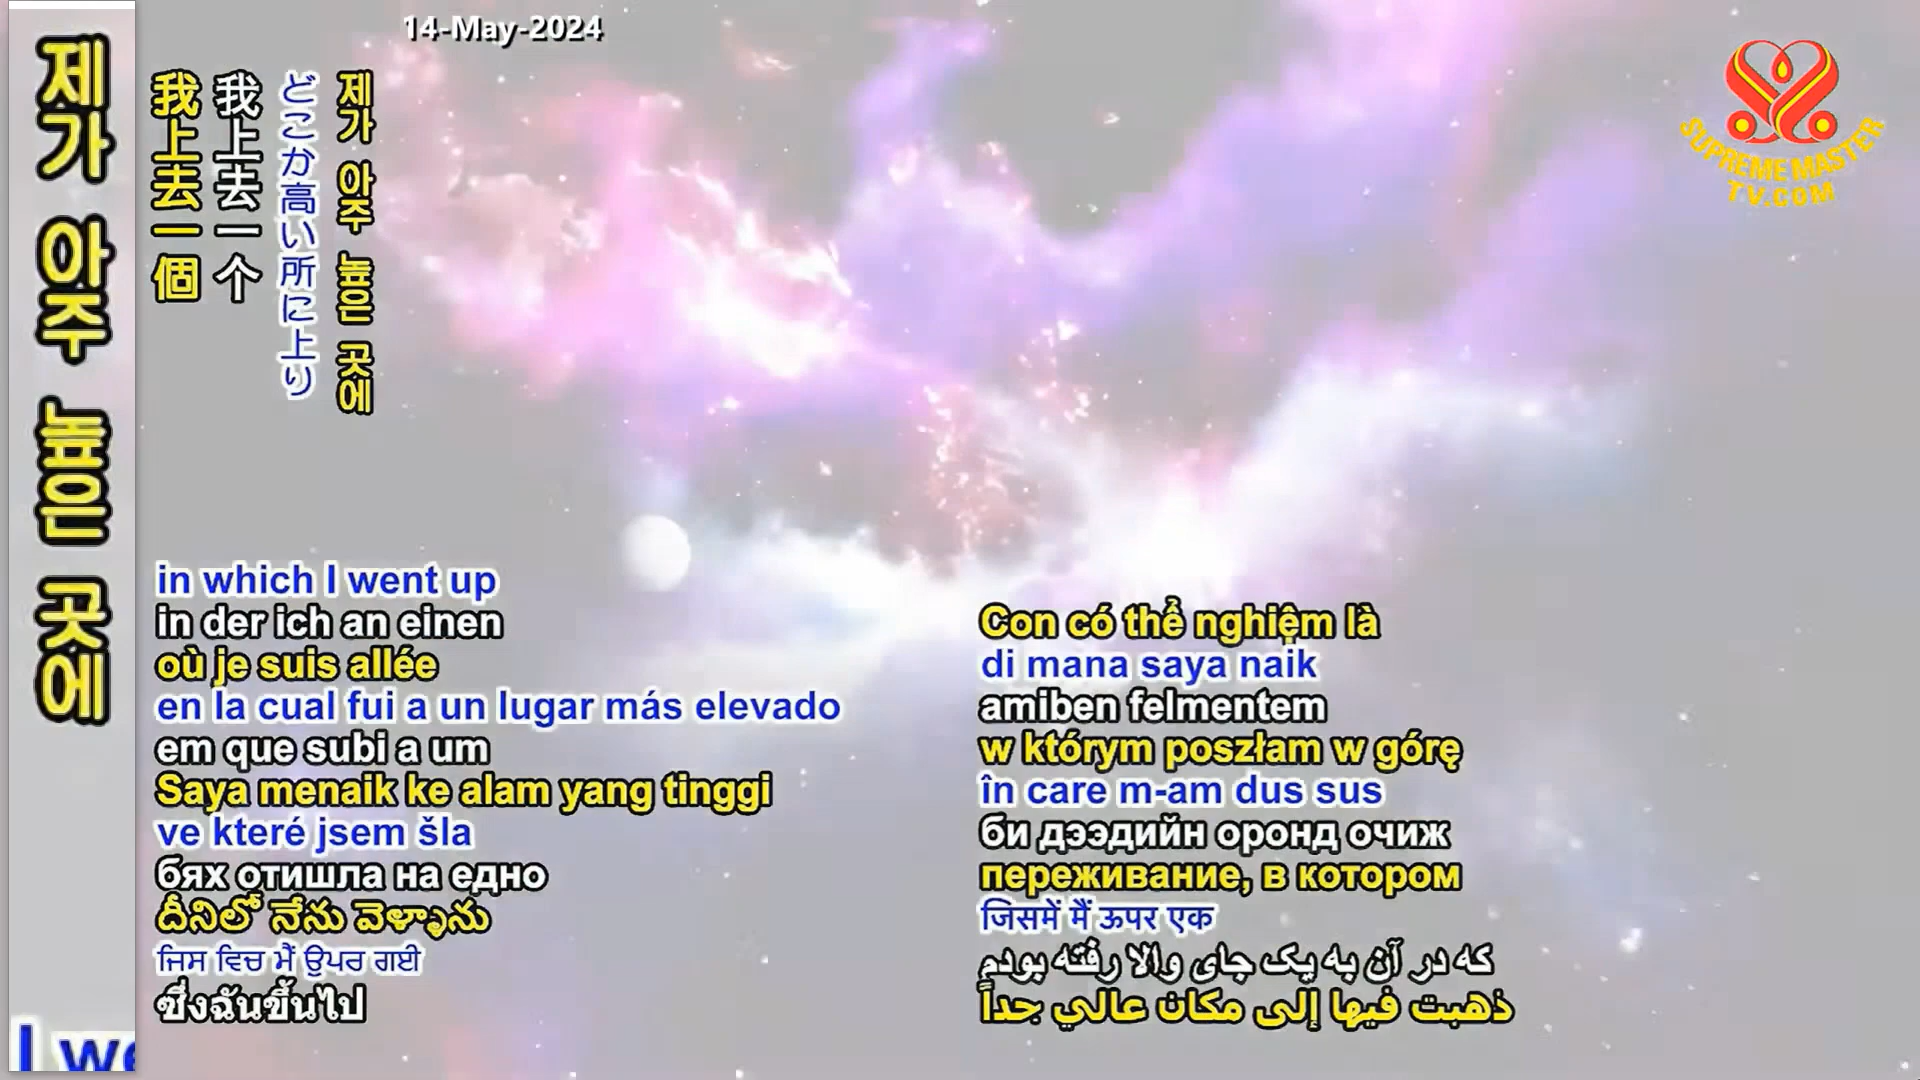 14-May-2024
제가 아주 높은 곳에
我上去一個
我上去一个
どこか高い所に上り
제가 아주 높은 곳에
SUPREME MASTER
TV.COM
in which I went up
in der ich an einen
où je suis allée
en la cual fui a un lugar más elevado
em que subi a um
Saya menaik ke alam yang tinggi
ve které jsem šla
бях отишла на едно
దీనిలో నేను వెళ్ళాను
ਜਿਸ ਵਿਚ ਮੈਂ ਉਪਰ ਗਈ
ซึ่งฉันขึ้นไป
Con có thể nghiệm là
di mana saya naik
amiben felmentem
w którym poszłam w górę
în care m-am dus sus
би дээдийн оронд очиж
переживание, в котором
जिसमें मैं ऊपर एक
که در آن به یک جای والا رفته بودم
ذهبت فيها إلى مكان عالي جداً
I we